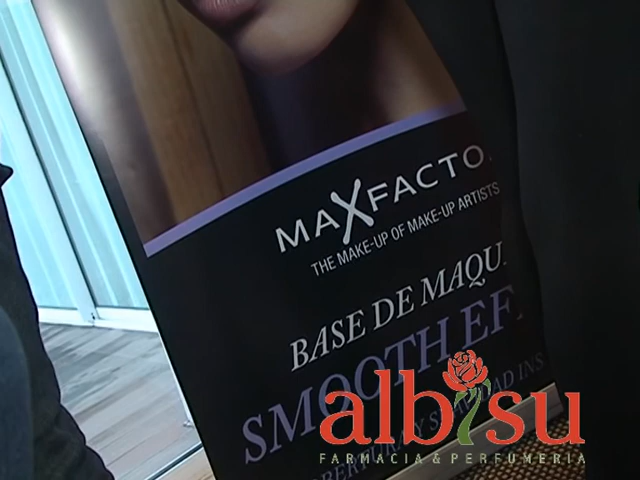 MAXFACTO
THE MAKE-UP OF MAKE-UP ARTISTS
BASE DE MAQU
SMOOTH EF
albisu
FARMACIA & PERFUMERIA